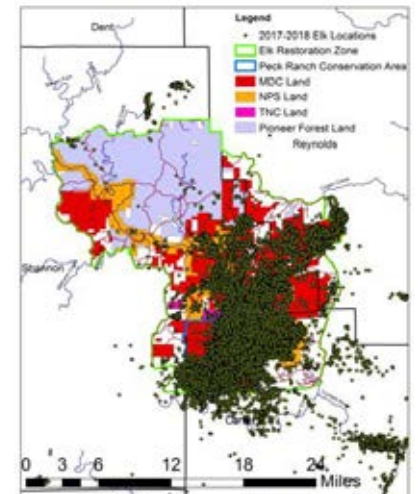 Dent
Legend
2017-2018 Elk Locations
Elk Restoration Zone
Peck Ranch Conservation Area
MDC Land
NPS Land
TNC Land
Pioneer Forest Land
Reynolds
Shannon
0 3 6 12 18 24
Miles